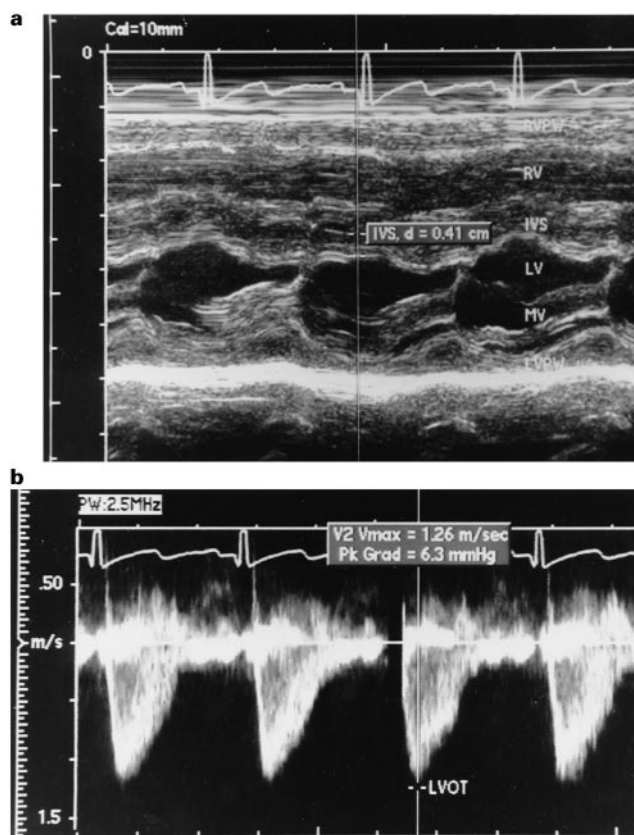 a
Cal=10mm
0
RVPW
RV
IVS
IVS, d = 0.41 cm
LV
MV
LVPW
b
PW:2.5MHz
V2 Vmax = 1.26 m/sec
Pk Grad = 6.3 mmHg
.50
m/s
LVOT
1.5